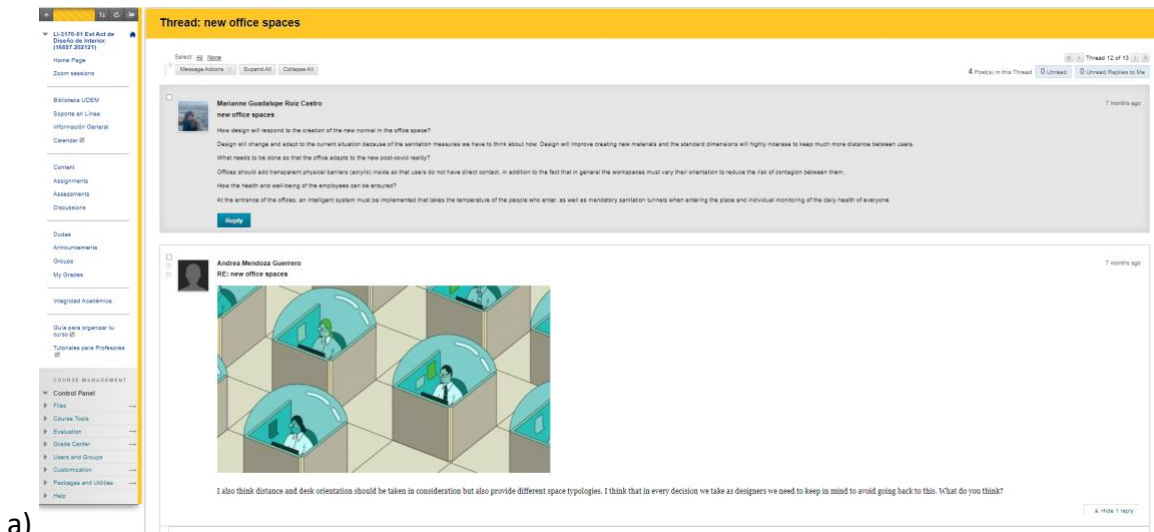 LI-3170-01 Est Act de
Diseño de Interior.
(16697.202121)
Home Page
Zoom sessions
Biblioteca UDEM
Soporte en Línea
Información General
Calendar
Content
Assignments
Assessments
Discussions
Dudas
Announcements
Groups
My Grades
Integridad Académica
Guía para organizar tu
curso
Tutoriales para Profesores
COURSE MANAGEMENT
Control Panel
Files
Course Tools
Evaluation
Grade Center
Users and Groups
Customization
Packages and Utilities
Help
a)
Thread: new office spaces
Select: All None
Message Actions Expand All Collapse All
Thread 12 of 13
4 Post(s) in this Thread 0 Unread 0 Unread Replies to Me
Marianne Guadalupe Ruiz Castro 7 months ago
new office spaces
How design will respond to the creation of the new normal in the office space?
Design will change and adapt to the current situation because of the sanitation measures we have to think about now. Design will improve creating new materials and the standard dimensions will highly to keep much more distance between users.
What needs to be done so that the office adapts to the new post-covid reality?
Offices should add transparent physical barriers (acrylic) inside so that users do not have direct contact, in addition to the fact that in general the workspaces must vary their orientation to reduce the risk of contagion between them.
How the health and well-being of the employees can be ensured?
At the entrance of the offices, an intelligent system must be implemented that takes the temperature of the people who enter, as well as mandatory sanitation tunnels when entering the place and individual monitoring of the daily health of everyone.
Reply
Andrea Mendoza Guerrero 7 months ago
RE: new office spaces
I also think distance and desk orientation should be taken in consideration but also provide different space typologies. I think that in every decision we take as designers we need to keep in mind to avoid going back to this. What do you think?
Hide 1 reply